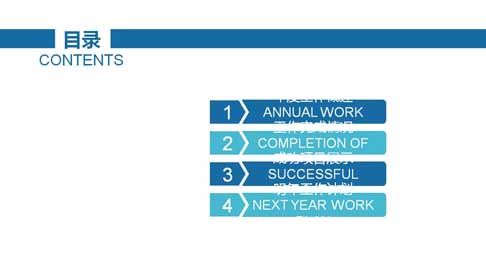 目录
CONTENTS
1
年度工作概述
ANNUAL WORK
2
工作完成情况
COMPLETION OF
3
成功项目展示
SUCCESSFUL
4
明年工作计划
NEXT YEAR WORK